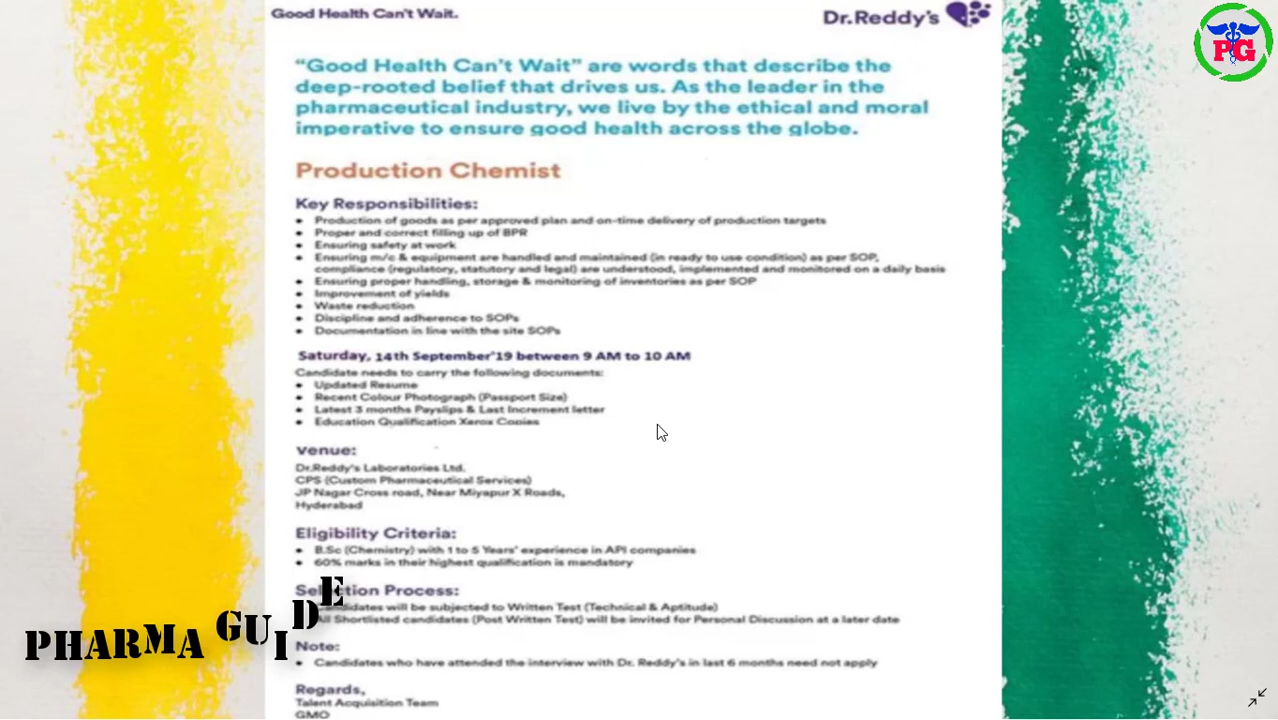 Good Health Can't Wait.
Dr.Reddy's
PG
"Good Health Can't Wait" are words that describe the
deep-rooted belief that drives us. As the leader in the
pharmaceutical industry, we live by the ethical and moral
imperative to ensure good health across the globe.
Production Chemist
Key Responsibilities:
• Production of goods as per approved plan and on-time delivery of production targets
• Proper and correct filling up of BPR
• Ensuring safety at work
• Ensuring m/c & equipment are handled and maintained (in ready to use condition) as per SOP,
compliance (regulatory, statutory and legal) are understood, implemented and monitored on a daily basis
• Ensuring proper handling, storage & monitoring of inventories as per SOP
• Improvement of yields
• Waste reduction
• Discipline and adherence to SOPs
• Documentation in line with the site SOPs
Saturday, 14th September'19 between 9 AM to 10 AM
Candidate needs to carry the following documents:
• Updated Resume
• Recent Colour Photograph (Passport Size)
• Latest 3 months Payslips & Last Increment letter
• Education Qualification Xerox Copies
Venue:
Dr.Reddy's Laboratories Ltd.
CPS (Custom Pharmaceutical Services)
JP Nagar Cross road, Near Miyapur X Roads,
Hyderabad
Eligibility Criteria:
• B.Sc (Chemistry) with 1 to 5 Years' experience in API companies
• 60% marks in their highest qualification is mandatory
Selection Process:
Candidates will be subjected to Written Test (Technical & Aptitude)
All Shortlisted candidates (Post Written Test) will be invited for Personal Discussion at a later date
Note:
• Candidates who have attended the interview with Dr. Reddy's in last 6 months need not apply
Regards,
Talent Acquisition Team
GMO
PHARMA GUIDE